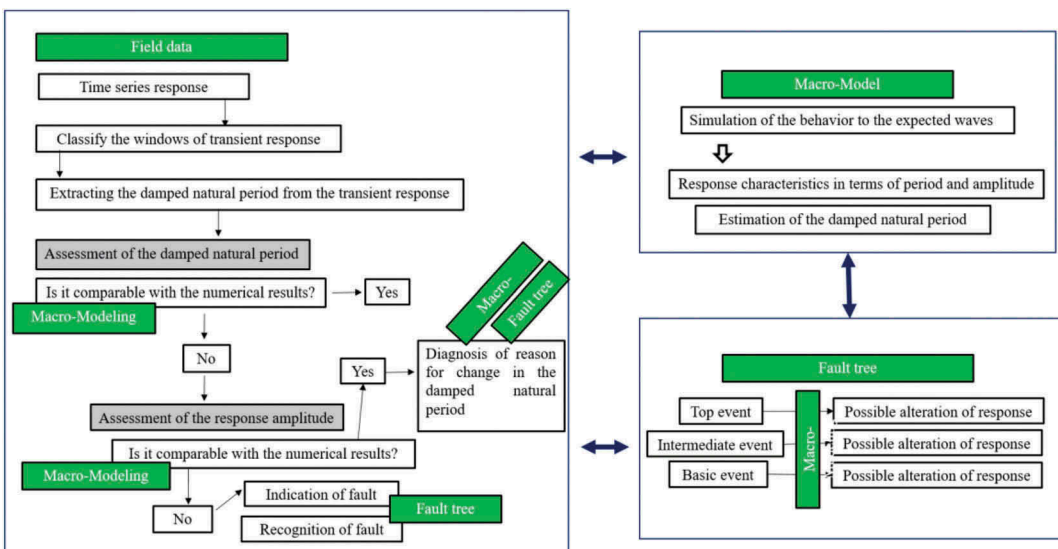 Field data
Time series response
Classify the windows of transient response
Extracting the damped natural period from the transient response
Assessment of the damped natural period
Is it comparable with the numerical results?
Yes
Macro-Modeling
No
Assessment of the response amplitude
Is it comparable with the numerical results?
Macro-Modeling
Yes
Macro-
Fault tree
Diagnosis of reason
for change in the
damped natural
period
No
Indication of fault
Recognition of fault
Fault tree
Macro-Model
Simulation of the behavior to the expected waves
Response characteristics in terms of period and amplitude
Estimation of the damped natural period
Fault tree
Top event
Intermediate event
Basic event
Macro-
Possible alteration of response
Possible alteration of response
Possible alteration of response